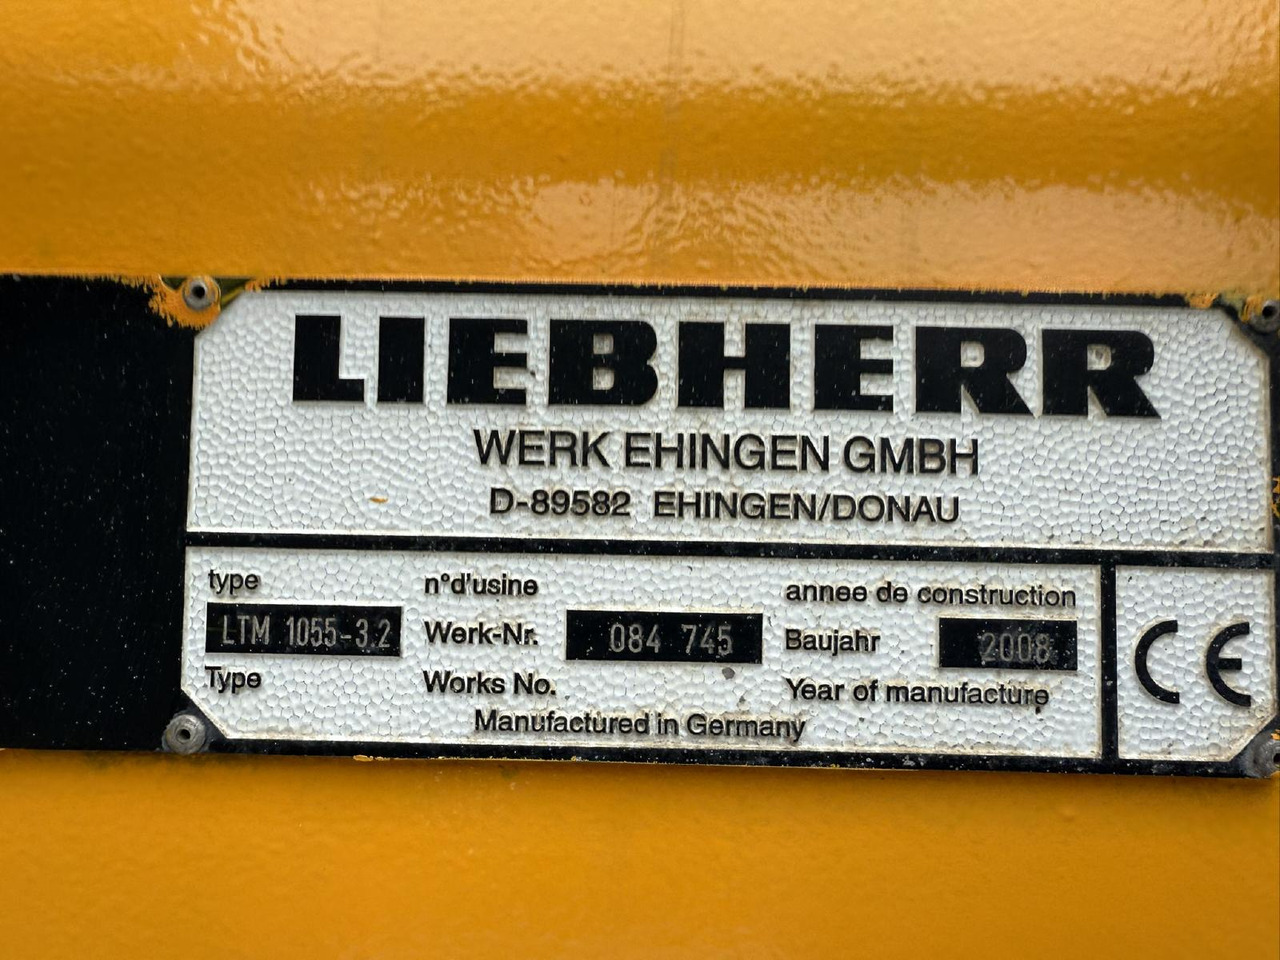 LIEBHERR
WERK EHINGEN GMBH
D-89582 EHINGEN/DONAU
type n°d'usine annee de construction
LTM 1055-3.2 Werk-Nr. 084 745 Baujahr 2008
Type Works No. Year of manufacture
Manufactured in Germany
CE